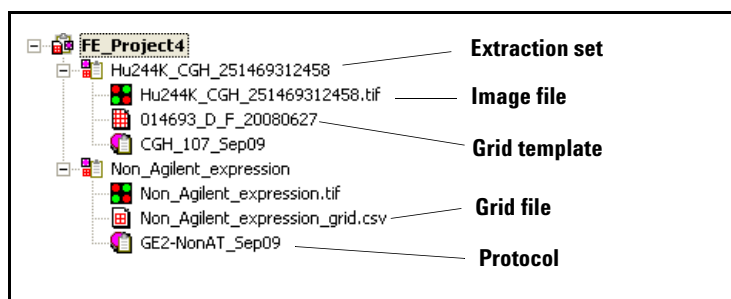 FE_Project4
Extraction set
Hu244K_CGH_251469312458
Hu244K_CGH_251469312458.tif
Image file
014693_D_F_20080627
Grid template
CGH_107_Sep09
Non_Agilent_expression
Non_Agilent_expression.tif
Grid file
Non_Agilent_expression_grid.csv
GE2-NonAT_Sep09
Protocol